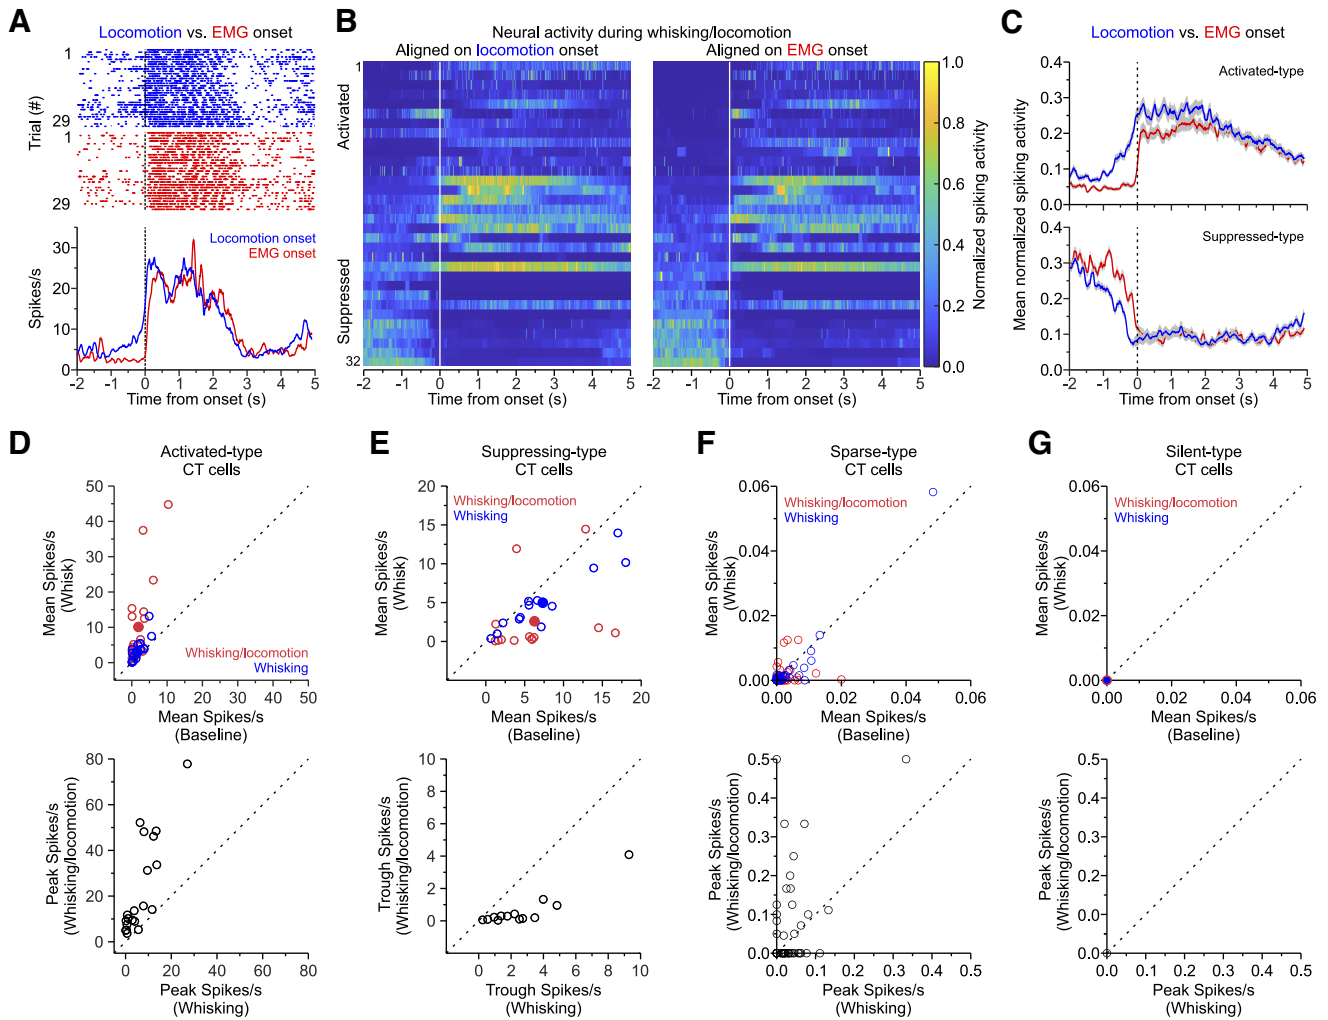 A
Locomotion vs. EMG onset
1
29
1
29
Trial (#)
Locomotion onset
EMG onset
30
20
10
0
Spikes/s
-2 -1 0 1 2 3 4 5
Time from onset (s)
B
Neural activity during whisking/locomotion
Aligned on locomotion onset
Aligned on EMG onset
1
Activated
Suppressed
32
-2 -1 0 1 2 3 4 5
Time from onset (s)
-2 -1 0 1 2 3 4 5
Time from onset (s)
1.0
0.8
0.6
0.4
0.2
0.0
Normalized spiking activity
C
Locomotion vs. EMG onset
Activated-type
0.4
0.3
0.2
0.1
0.0
Suppressed-type
0.4
0.3
0.2
0.1
0.0
Mean normalized spiking activity
-2 -1 0 1 2 3 4 5
Time from onset (s)
D
Activated-type
CT cells
50
40
30
20
10
0
Mean Spikes/s
(Whisk)
Whisking/locomotion
Whisking
0 10 20 30 40 50
Mean Spikes/s
(Baseline)
80
60
40
20
0
Peak Spikes/s
(Whisking/locomotion)
0 20 40 60 80
Peak Spikes/s
(Whisking)
E
Suppressing-type
CT cells
Whisking/locomotion
Whisking
20
15
10
5
0
Mean Spikes/s
(Whisk)
0 5 10 15 20
Mean Spikes/s
(Baseline)
10
8
6
4
2
0
Trough Spikes/s
(Whisking/locomotion)
0 2 4 6 8 10
Trough Spikes/s
(Whisking)
F
Sparse-type
CT cells
Whisking/locomotion
Whisking
0.06
0.04
0.02
0.00
Mean Spikes/s
(Whisk)
0.00 0.02 0.04 0.06
Mean Spikes/s
(Baseline)
0.5
0.4
0.3
0.2
0.1
0.0
Peak Spikes/s
(Whisking/locomotion)
0.0 0.1 0.2 0.3 0.4 0.5
Peak Spikes/s
(Whisking)
G
Silent-type
CT cells
Whisking/locomotion
Whisking
0.06
0.04
0.02
0.00
Mean Spikes/s
(Whisk)
0.00 0.02 0.04 0.06
Mean Spikes/s
(Baseline)
0.5
0.4
0.3
0.2
0.1
0.0
0.0
Peak Spikes/s
(Whisking/locomotion)
0.0 0.1 0.2 0.3 0.4 0.5
Peak Spikes/s
(Whisking)